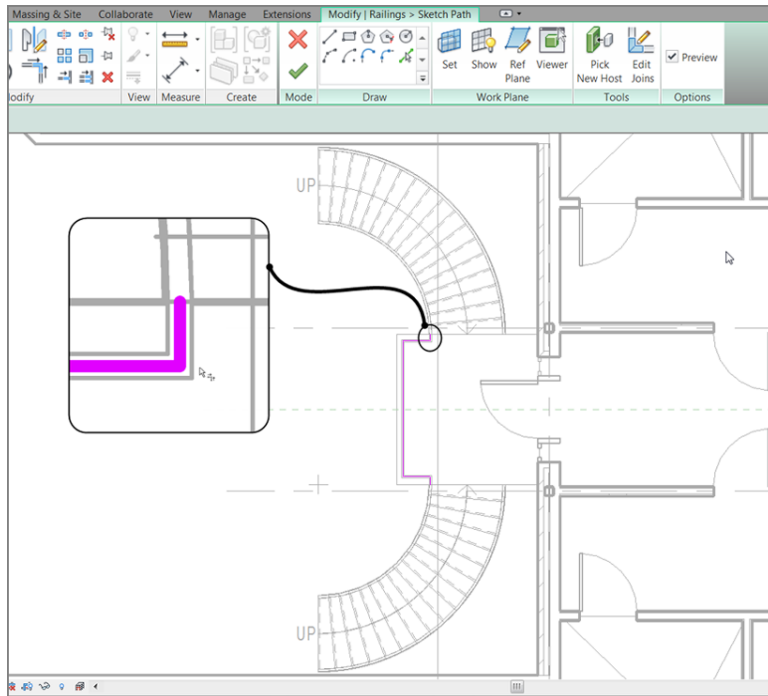 Massing & Site Collaborate View Manage Extensions Modify | Railings > Sketch Path
Set Show Ref Plane Viewer Pick New Host Edit Joins Preview
odify View Measure Create Mode Draw Work Plane Tools Options
UP
UP